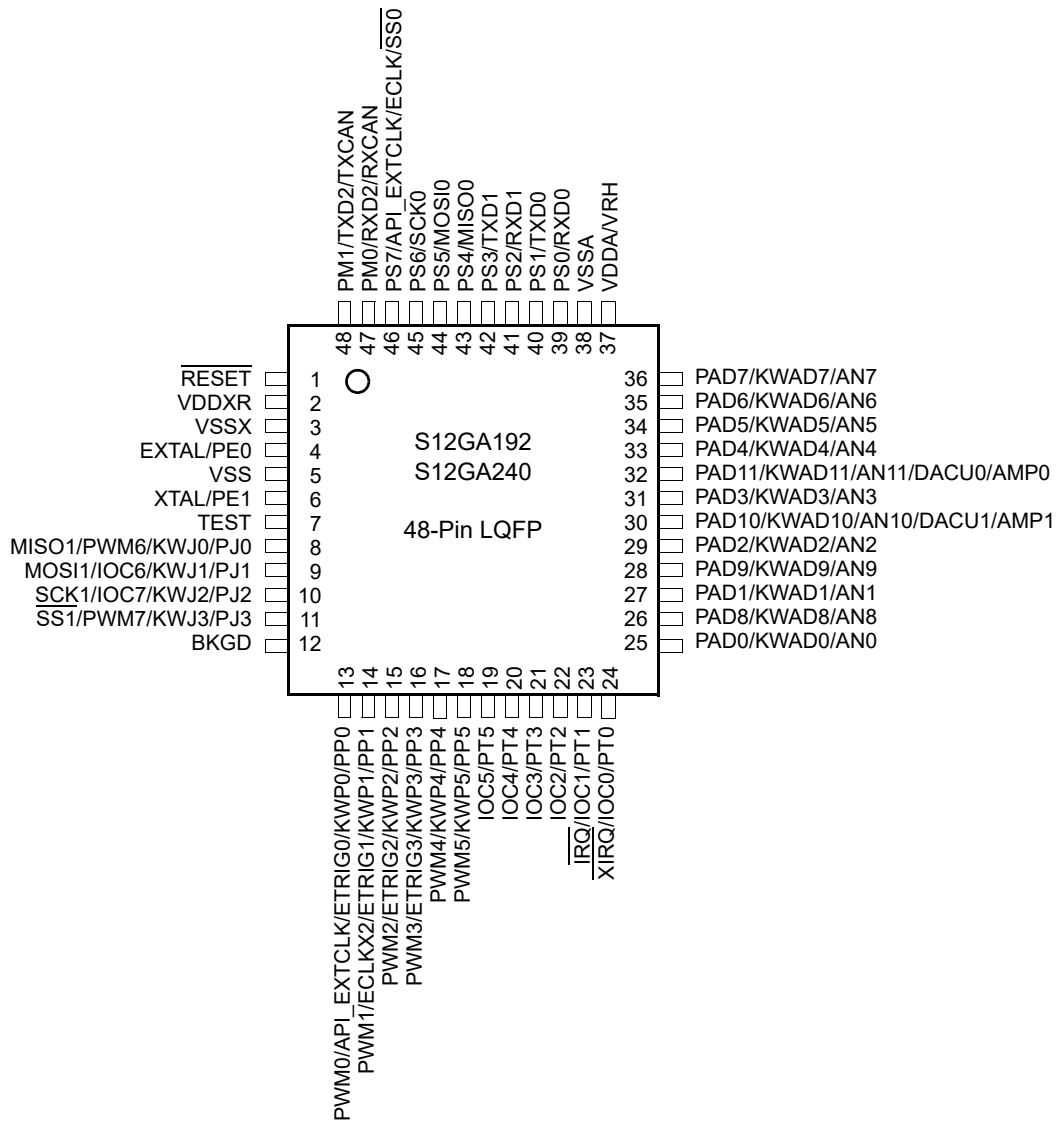 PM1/TXD2/TXCAN
PM0/RXD2/RXCAN
PS7/API_EXTCLK/ECLK/SS0
PS6/SCK0
PS5/MOSI0
PS4/MISO0
PS3/TXD1
PS2/RXD1
PS1/TXD0
PS0/RXD0
VSSA
VDDA/VRH
48
47
46
45
44
43
42
41
40
39
38
37
RESET 1
VDDXR 2
VSSX 3
EXTAL/PE0 4
VSS 5
XTAL/PE1 6
TEST 7
MISO1/PWM6/KWJ0/PJ0 8
MOSI1/IOC6/KWJ1/PJ1 9
SCK1/IOC7/KWJ2/PJ2 10
SS1/PWM7/KWJ3/PJ3 11
BKGD 12
S12GA192
S12GA240
48-Pin LQFP
36 PAD7/KWAD7/AN7
35 PAD6/KWAD6/AN6
34 PAD5/KWAD5/AN5
33 PAD4/KWAD4/AN4
32 PAD11/KWAD11/AN11/DACU0/AMP0
31 PAD3/KWAD3/AN3
30 PAD10/KWAD10/AN10/DACU1/AMP1
29 PAD2/KWAD2/AN2
28 PAD9/KWAD9/AN9
27 PAD1/KWAD1/AN1
26 PAD8/KWAD8/AN8
25 PAD0/KWAD0/AN0
13
14
15
16
17
18
19
20
21
22
23
24
PWM0/API_EXTCLK/ETRIG0/KWP0/PP0
PWM1/ECLKX2/ETRIG1/KWP1/PP1
PWM2/ETRIG2/KWP2/PP2
PWM3/ETRIG3/KWP3/PP3
PWM4/KWP4/PP4
PWM5/KWP5/PP5
IOC5/PT5
IOC4/PT4
IOC3/PT3
IOC2/PT2
IRQ/IOC1/PT1
XIRQ/IOC0/PT0